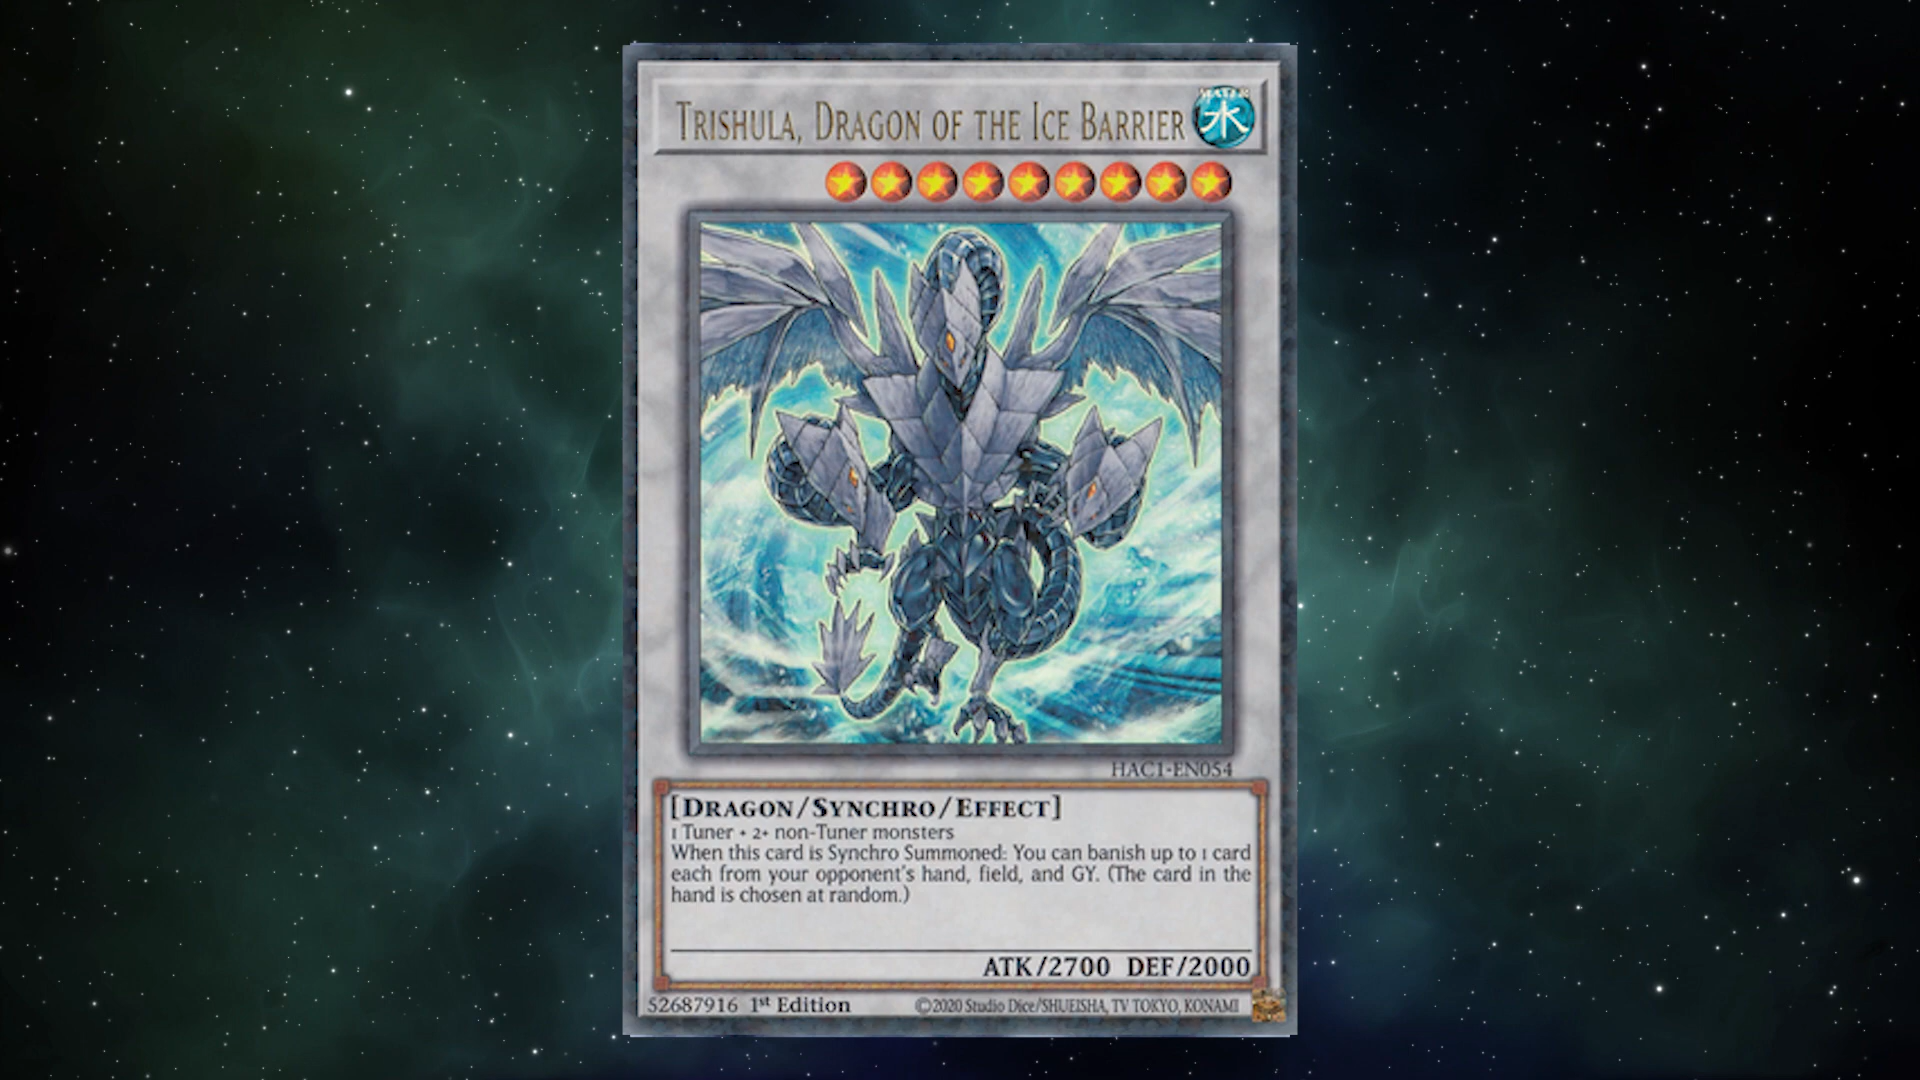 TRISHULA, DRAGON OF THE ICE BARRIER
WATER
水
HAC1-EN054
[DRAGON/SYNCHRO/EFFECT]
1 Tuner + 2+ non-Tuner monsters
When this card is Synchro Summoned: You can banish up to 1 card
each from your opponent's hand, field, and GY. (The card in the
hand is chosen at random.)
ATK/2700 DEF/2000
52687916 1st Edition ©2020 Studio Dice/SHUEISHA, TV TOKYO, KONAMI